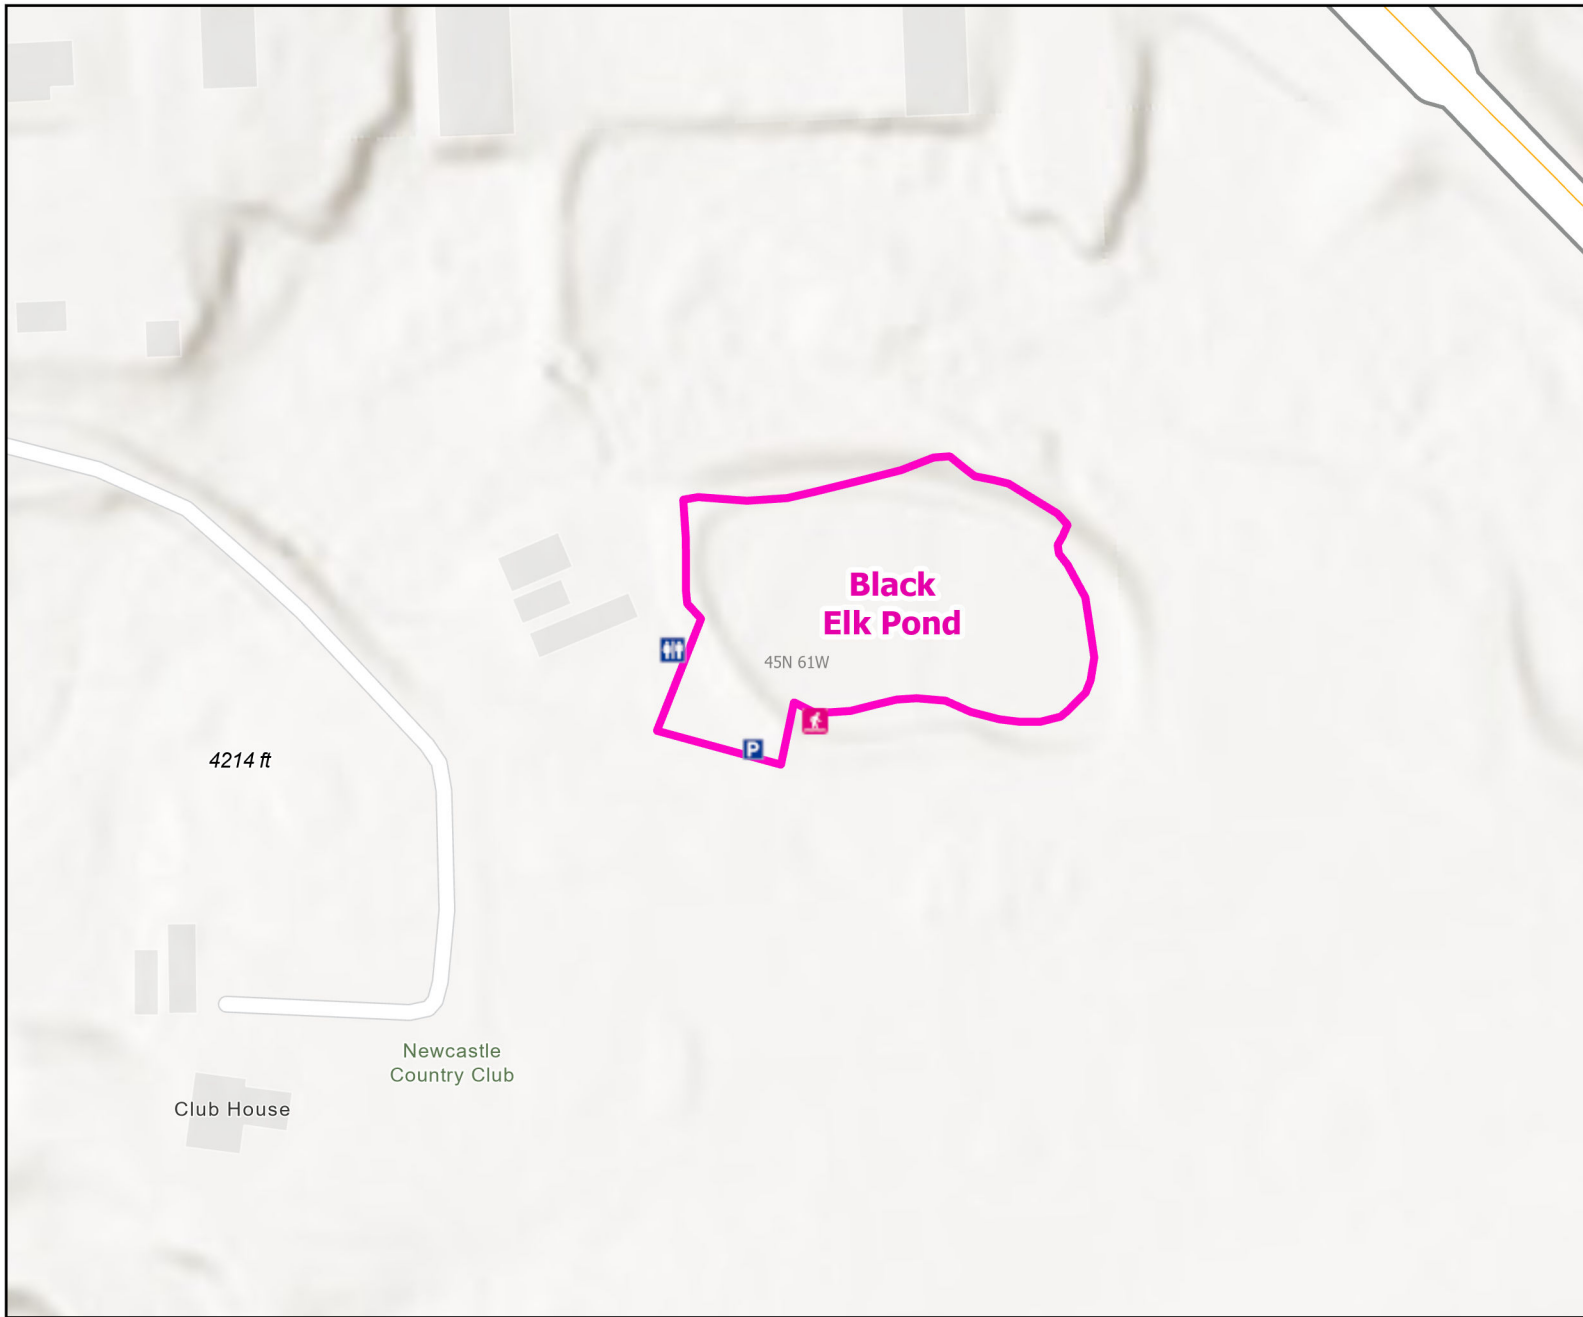 Black
Elk Pond
45N 61W
P
4214 ft
Newcastle
Country Club
Club House